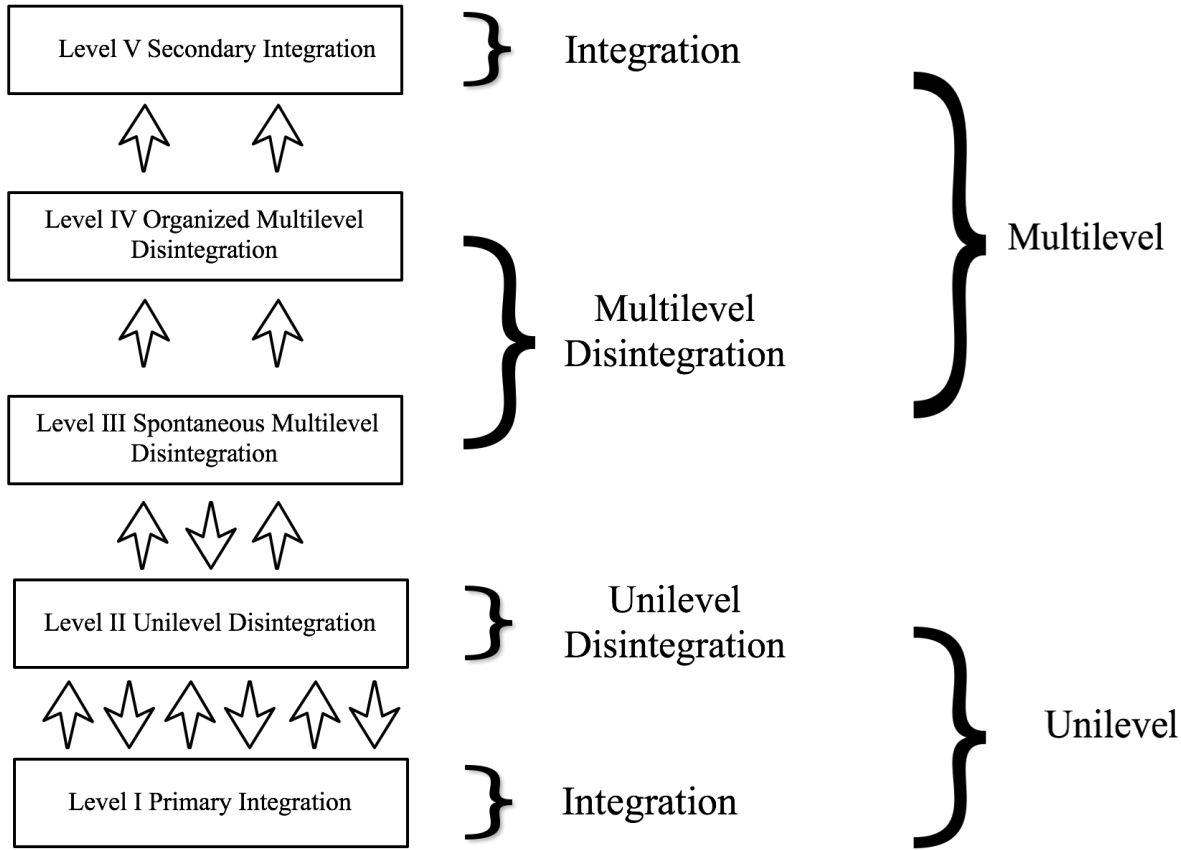 Level V Secondary Integration
Integration
Level IV Organized Multilevel
Disintegration
Multilevel
Multilevel
Disintegration
Level III Spontaneous Multilevel
Disintegration
Level II Unilevel Disintegration
Unilevel
Disintegration
Unilevel
Level I Primary Integration
Integration